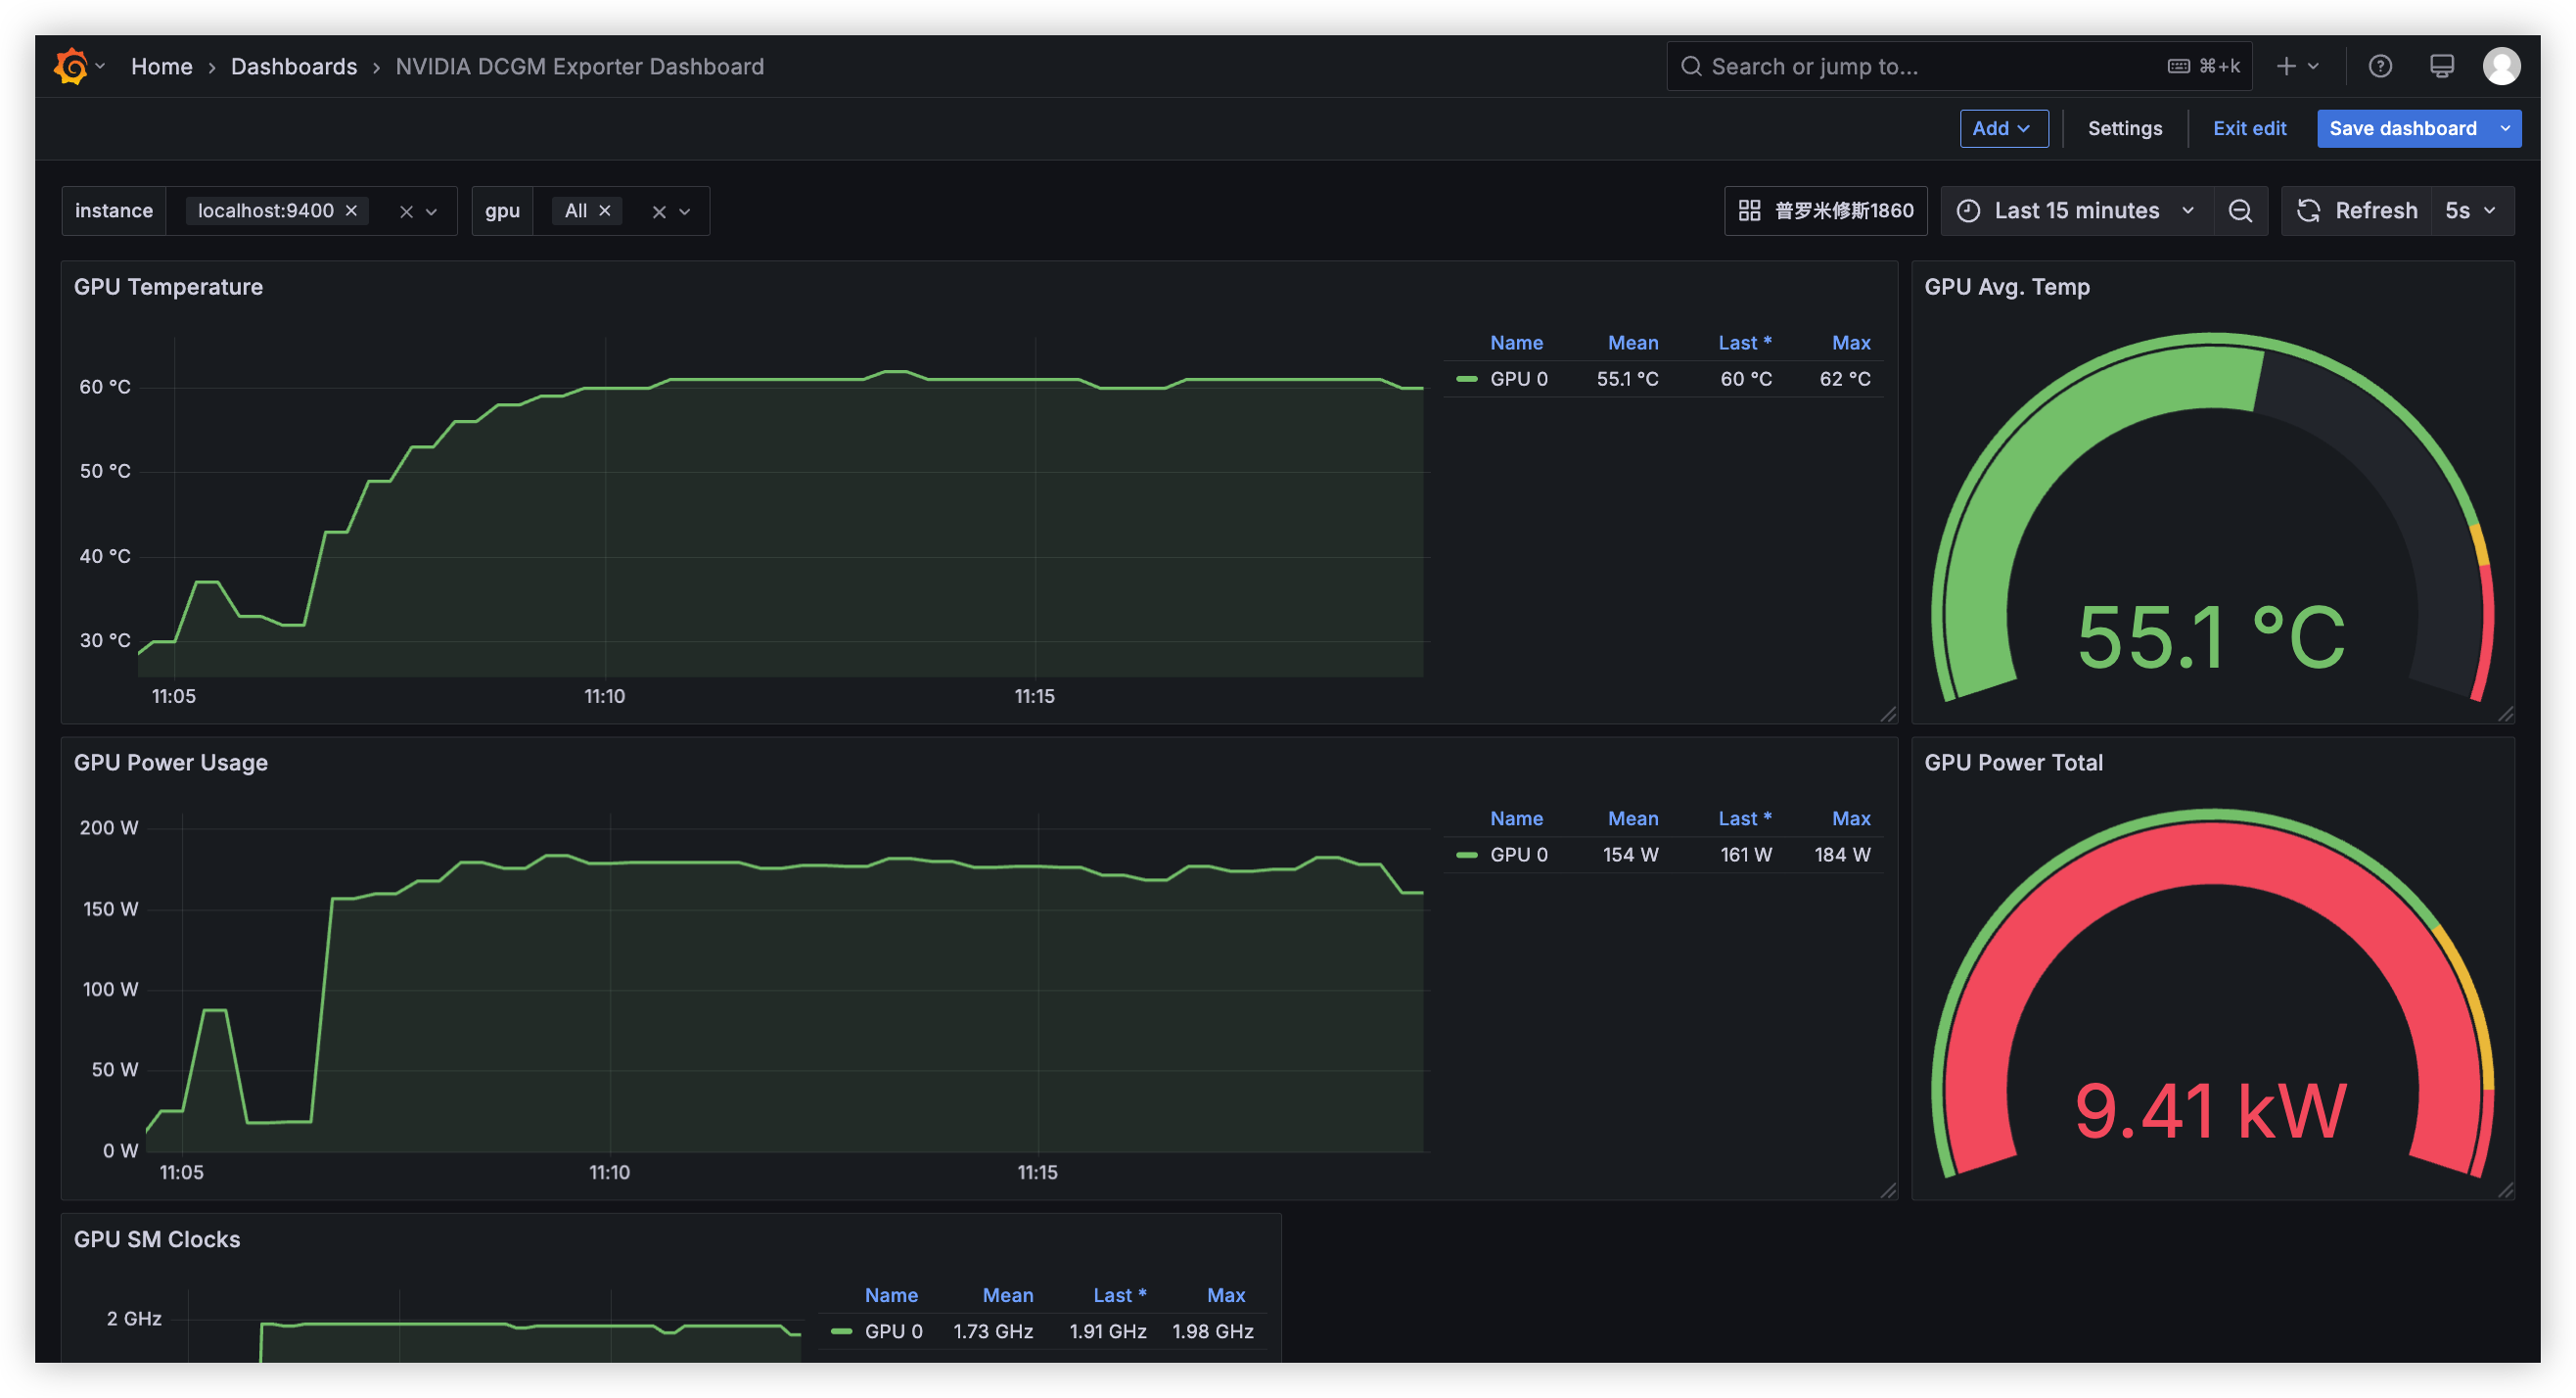 Home › Dashboards › NVIDIA DCGM Exporter Dashboard
Search or jump to... ⌘+k
Add
Settings
Exit edit
Save dashboard
instance localhost:9400 gpu All
普罗米修斯1860
Last 15 minutes
Refresh 5s
GPU Temperature
60 °C
50 °C
40 °C
30 °C
11:05 11:10 11:15
Name Mean Last * Max
GPU 0 55.1 °C 60 °C 62 °C
GPU Avg. Temp
55.1 °C
GPU Power Usage
200 W
150 W
100 W
50 W
0 W
11:05 11:10 11:15
Name Mean Last * Max
GPU 0 154 W 161 W 184 W
GPU Power Total
9.41 kW
GPU SM Clocks
2 GHz
Name Mean Last * Max
GPU 0 1.73 GHz 1.91 GHz 1.98 GHz